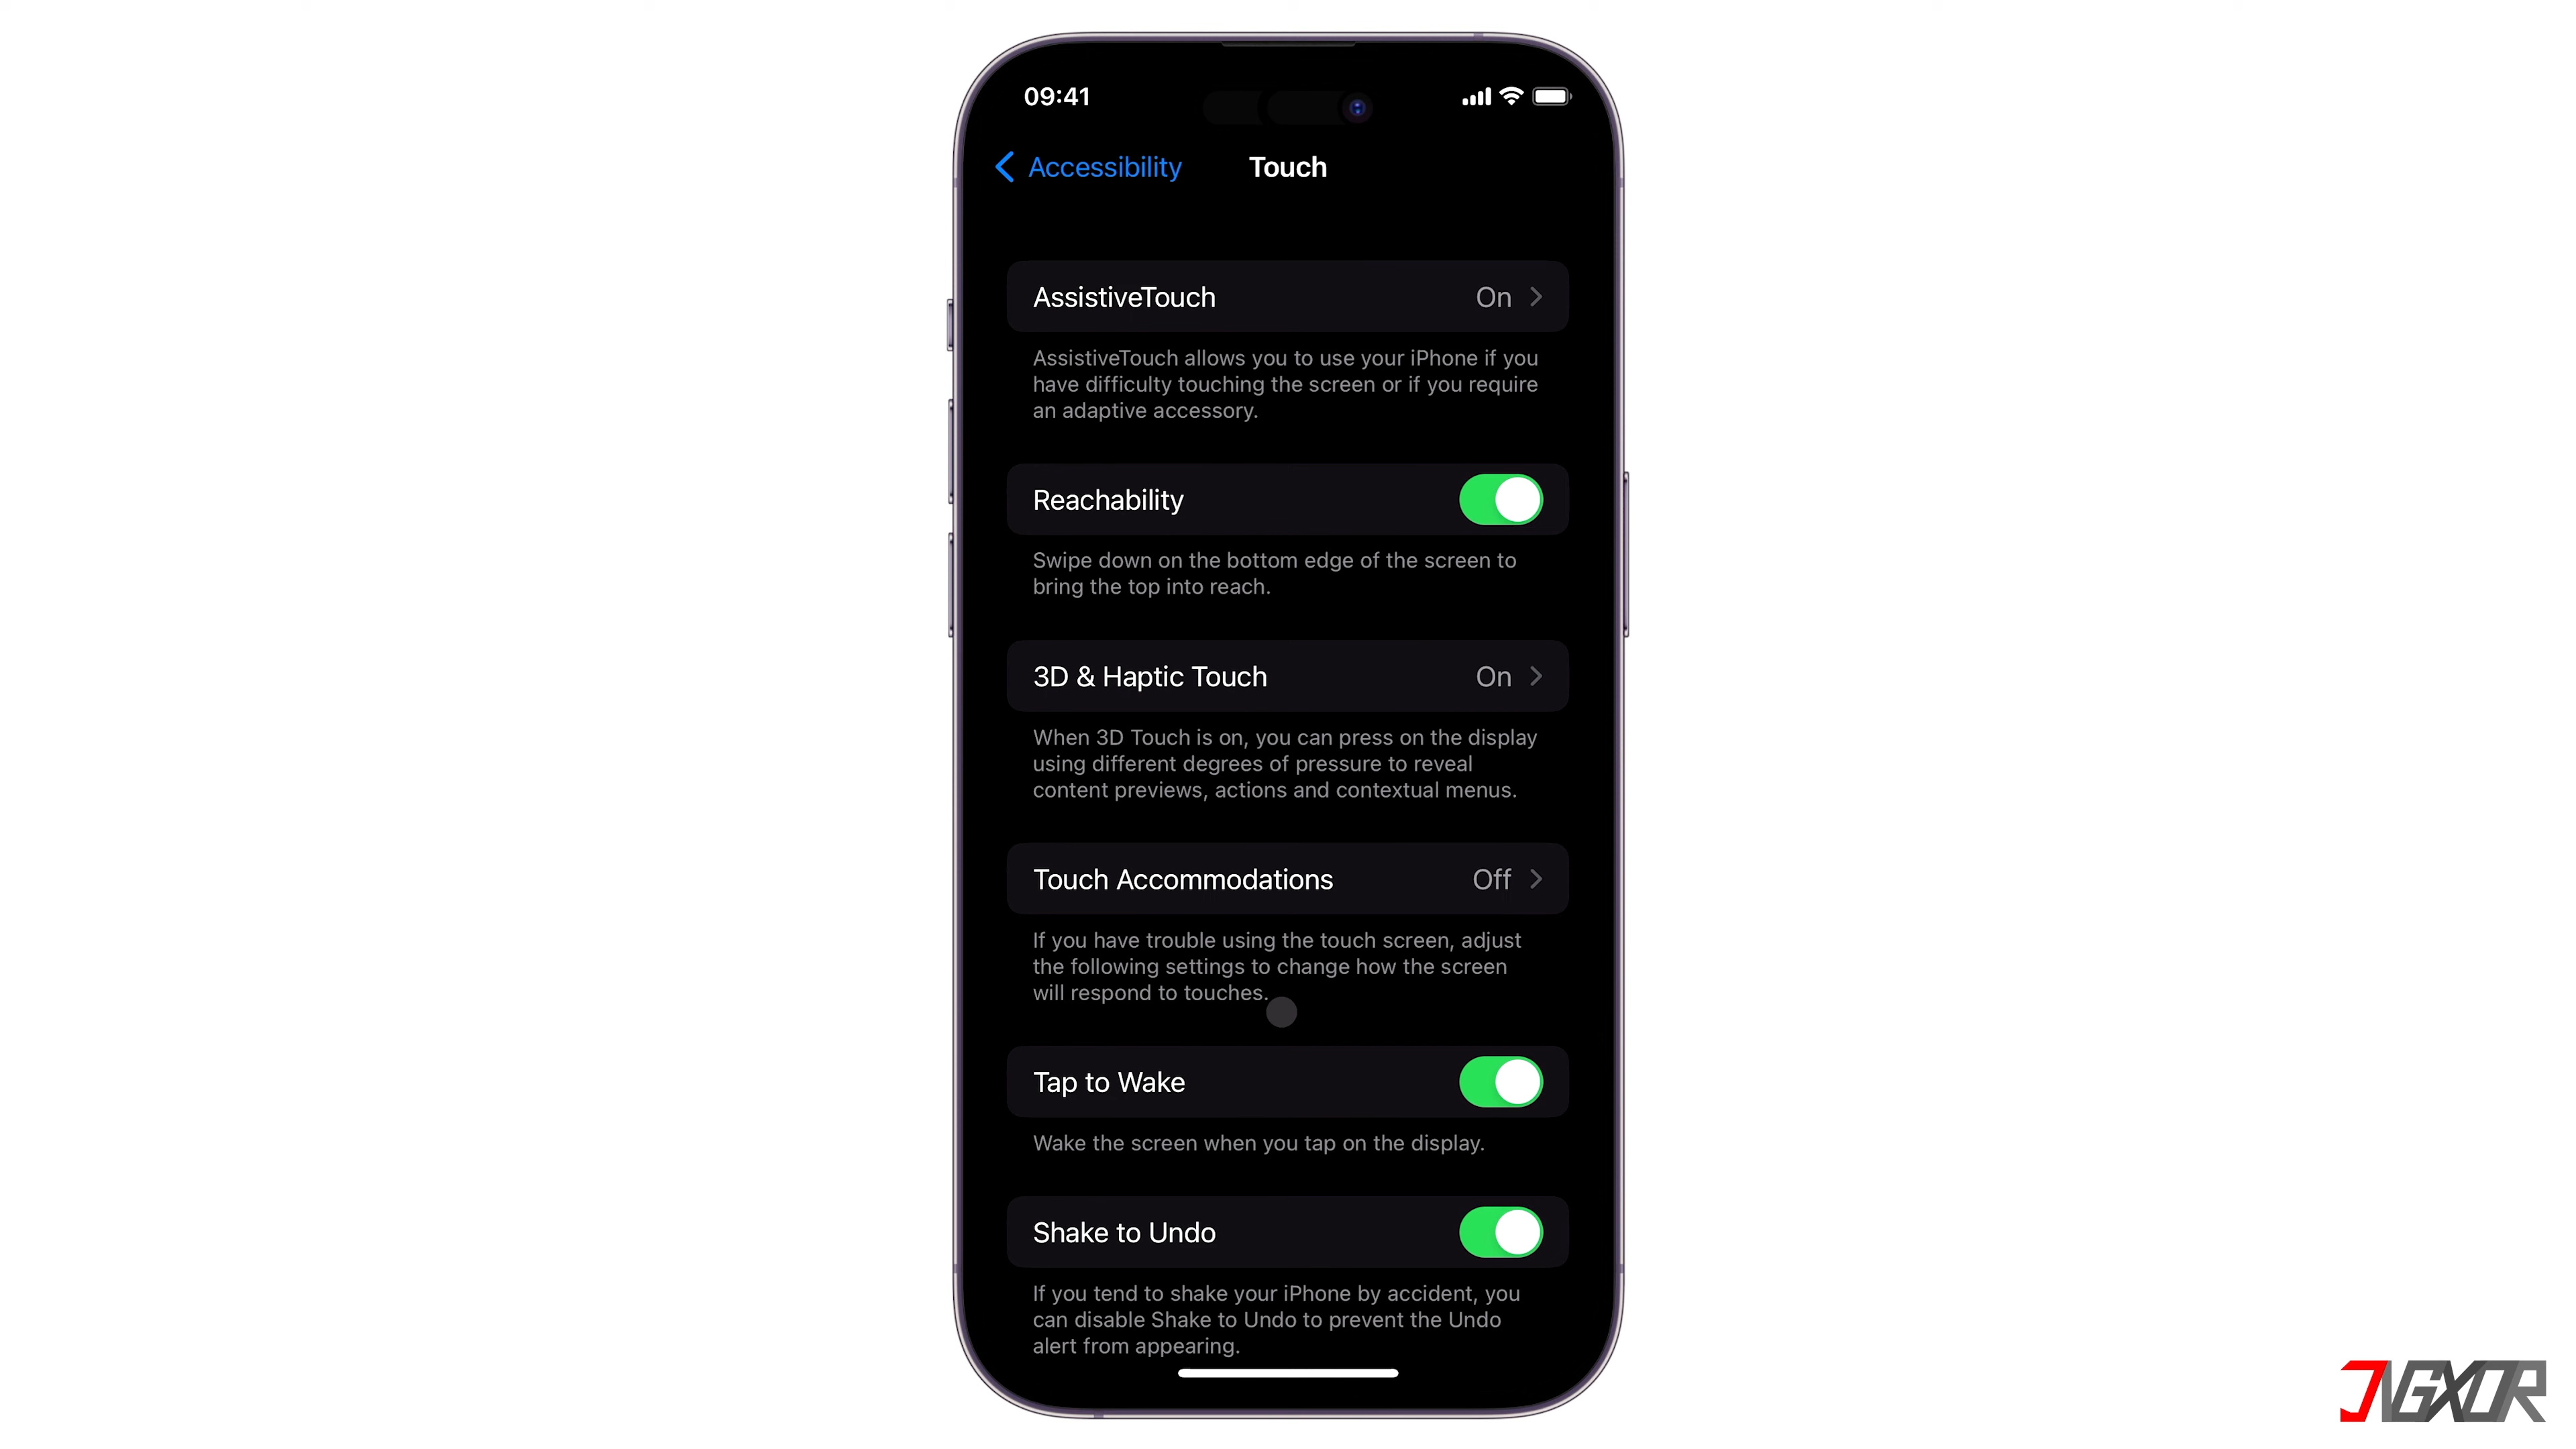 09:41
Accessibility
Touch
AssistiveTouch On
AssistiveTouch allows you to use your iPhone if you
have difficulty touching the screen or if you require
an adaptive accessory.
Reachability
Swipe down on the bottom edge of the screen to
bring the top into reach.
3D & Haptic Touch On
When 3D Touch is on, you can press on the display
using different degrees of pressure to reveal
content previews, actions and contextual menus.
Touch Accommodations Off
If you have trouble using the touch screen, adjust
the following settings to change how the screen
will respond to touches.
Tap to Wake
Wake the screen when you tap on the display.
Shake to Undo
If you tend to shake your iPhone by accident, you
can disable Shake to Undo to prevent the Undo
alert from appearing.